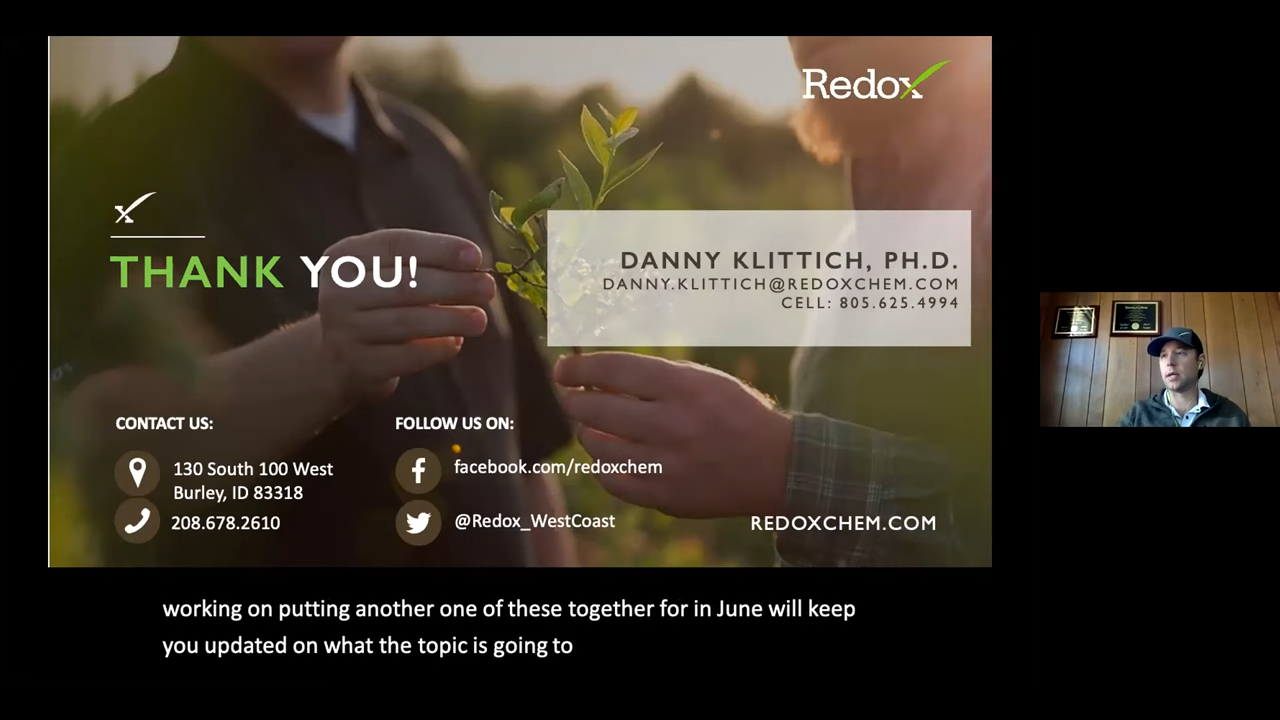 Redox
THANK YOU!
DANNY KLITTICH, PH.D.
DANNY.KLITTICH@REDOXCHEM.COM
CELL: 805.625.4994
CONTACT US:
130 South 100 West
Burley, ID 83318
208.678.2610
FOLLOW US ON:
facebook.com/redoxchem
@Redox_WestCoast
REDOXCHEM.COM
working on putting another one of these together for in June will keep
you updated on what the topic is going to